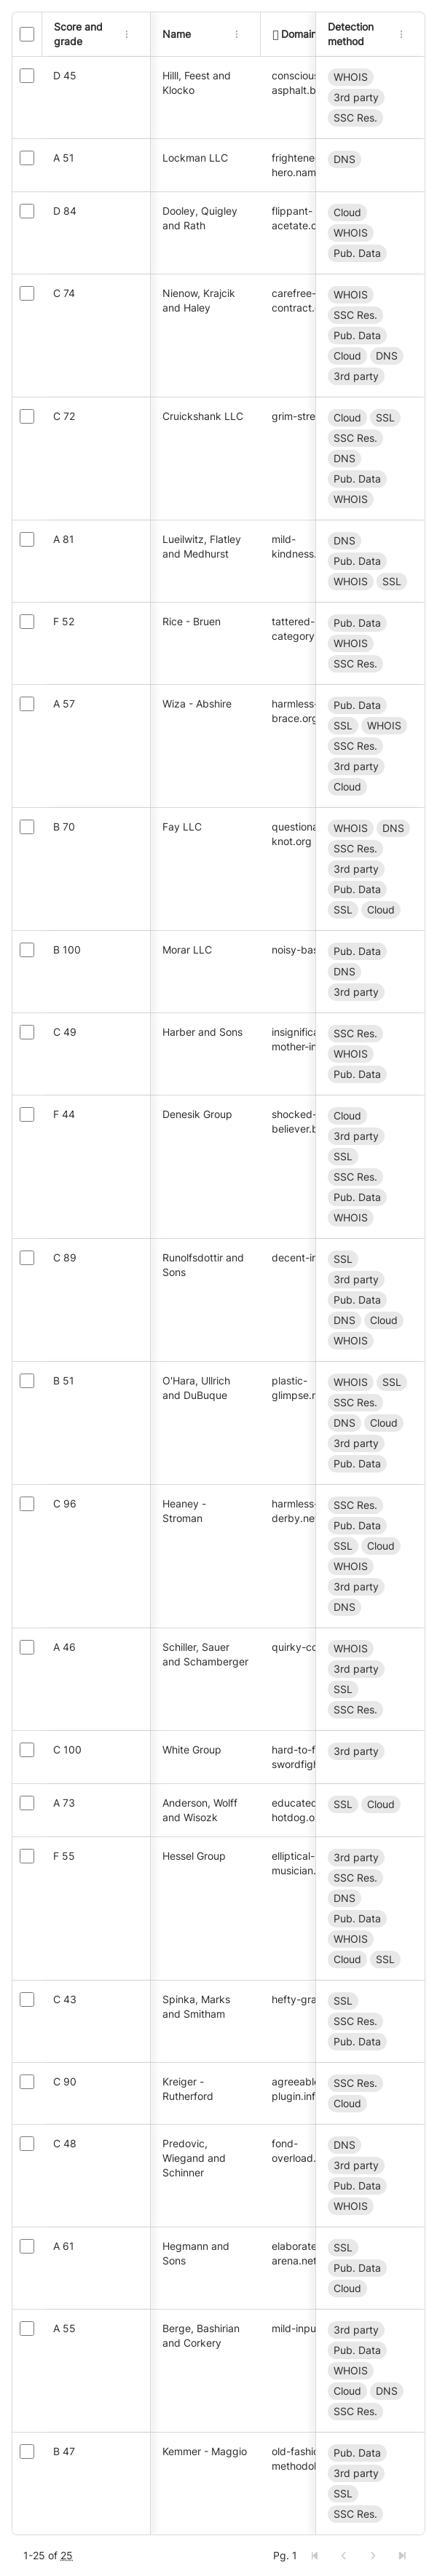 Score and
grade
Name
Domain
Detection
method
D 45
Hilll, Feest and
Klocko
conscious
asphalt.b
WHOIS
3rd party
SSC Res.
A 51
Lockman LLC
frightene
hero.nam
DNS
D 84
Dooley, Quigley
and Rath
flippant-
acetate.c
Cloud
WHOIS
Pub. Data
C 74
Nienow, Krajcik
and Haley
carefree-
contract.
WHOIS
SSC Res.
Pub. Data
Cloud DNS
3rd party
C 72
Cruickshank LLC
grim-stre
Cloud SSL
SSC Res.
DNS
Pub. Data
WHOIS
A 81
Lueilwitz, Flatley
and Medhurst
mild-
kindness.
DNS
Pub. Data
WHOIS SSL
F 52
Rice - Bruen
tattered-
category
Pub. Data
WHOIS
SSC Res.
A 57
Wiza - Abshire
harmless-
brace.org
Pub. Data
SSL WHOIS
SSC Res.
3rd party
Cloud
B 70
Fay LLC
questiona
knot.org
WHOIS DNS
SSC Res.
3rd party
Pub. Data
SSL Cloud
B 100
Morar LLC
noisy-bas
Pub. Data
DNS
3rd party
C 49
Harber and Sons
insignifica
mother-in
SSC Res.
WHOIS
Pub. Data
F 44
Denesik Group
shocked-
believer.b
Cloud
3rd party
SSL
SSC Res.
Pub. Data
WHOIS
C 89
Runolfsdottir and
Sons
decent-in
SSL
3rd party
Pub. Data
DNS Cloud
WHOIS
B 51
O'Hara, Ullrich
and DuBuque
plastic-
glimpse.n
WHOIS SSL
SSC Res.
DNS Cloud
3rd party
Pub. Data
C 96
Heaney -
Stroman
harmless-
derby.net
SSC Res.
Pub. Data
SSL Cloud
WHOIS
3rd party
DNS
A 46
Schiller, Sauer
and Schamberger
quirky-co
WHOIS
3rd party
SSL
SSC Res.
C 100
White Group
hard-to-f
swordfigh
3rd party
A 73
Anderson, Wolff
and Wisozk
educated
hotdog.o
SSL Cloud
F 55
Hessel Group
elliptical-
musician.
3rd party
SSC Res.
DNS
Pub. Data
WHOIS
Cloud SSL
C 43
Spinka, Marks
and Smitham
hefty-gra
SSL
SSC Res.
Pub. Data
C 90
Kreiger -
Rutherford
agreeable
plugin.inf
SSC Res.
Cloud
C 48
Predovic,
Wiegand and
Schinner
fond-
overload.
DNS
3rd party
Pub. Data
WHOIS
A 61
Hegmann and
Sons
elaborate
arena.net
SSL
Pub. Data
Cloud
A 55
Berge, Bashirian
and Corkery
mild-inpu
3rd party
Pub. Data
WHOIS
Cloud DNS
SSC Res.
B 47
Kemmer - Maggio
old-fashio
methodol
Pub. Data
3rd party
SSL
SSC Res.
1-25 of 25
Pg. 1